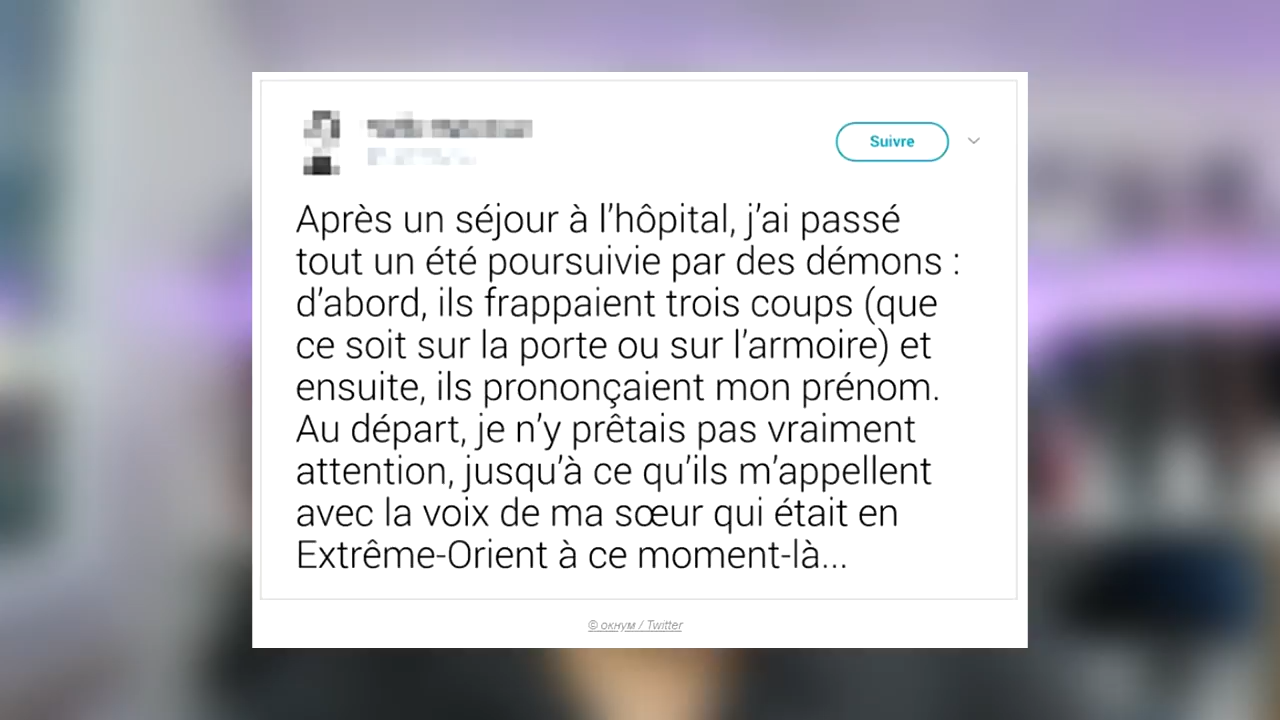 Suivre
Après un séjour à l’hôpital, j’ai passé
tout un été poursuivie par des démons :
d’abord, ils frappaient trois coups (que
ce soit sur la porte ou sur l’armoire) et
ensuite, ils prononçaient mon prénom.
Au départ, je n’y prêtais pas vraiment
attention, jusqu’à ce qu’ils m’appellent
avec la voix de ma sœur qui était en
Extrême-Orient à ce moment-là...
© окнум / Twitter